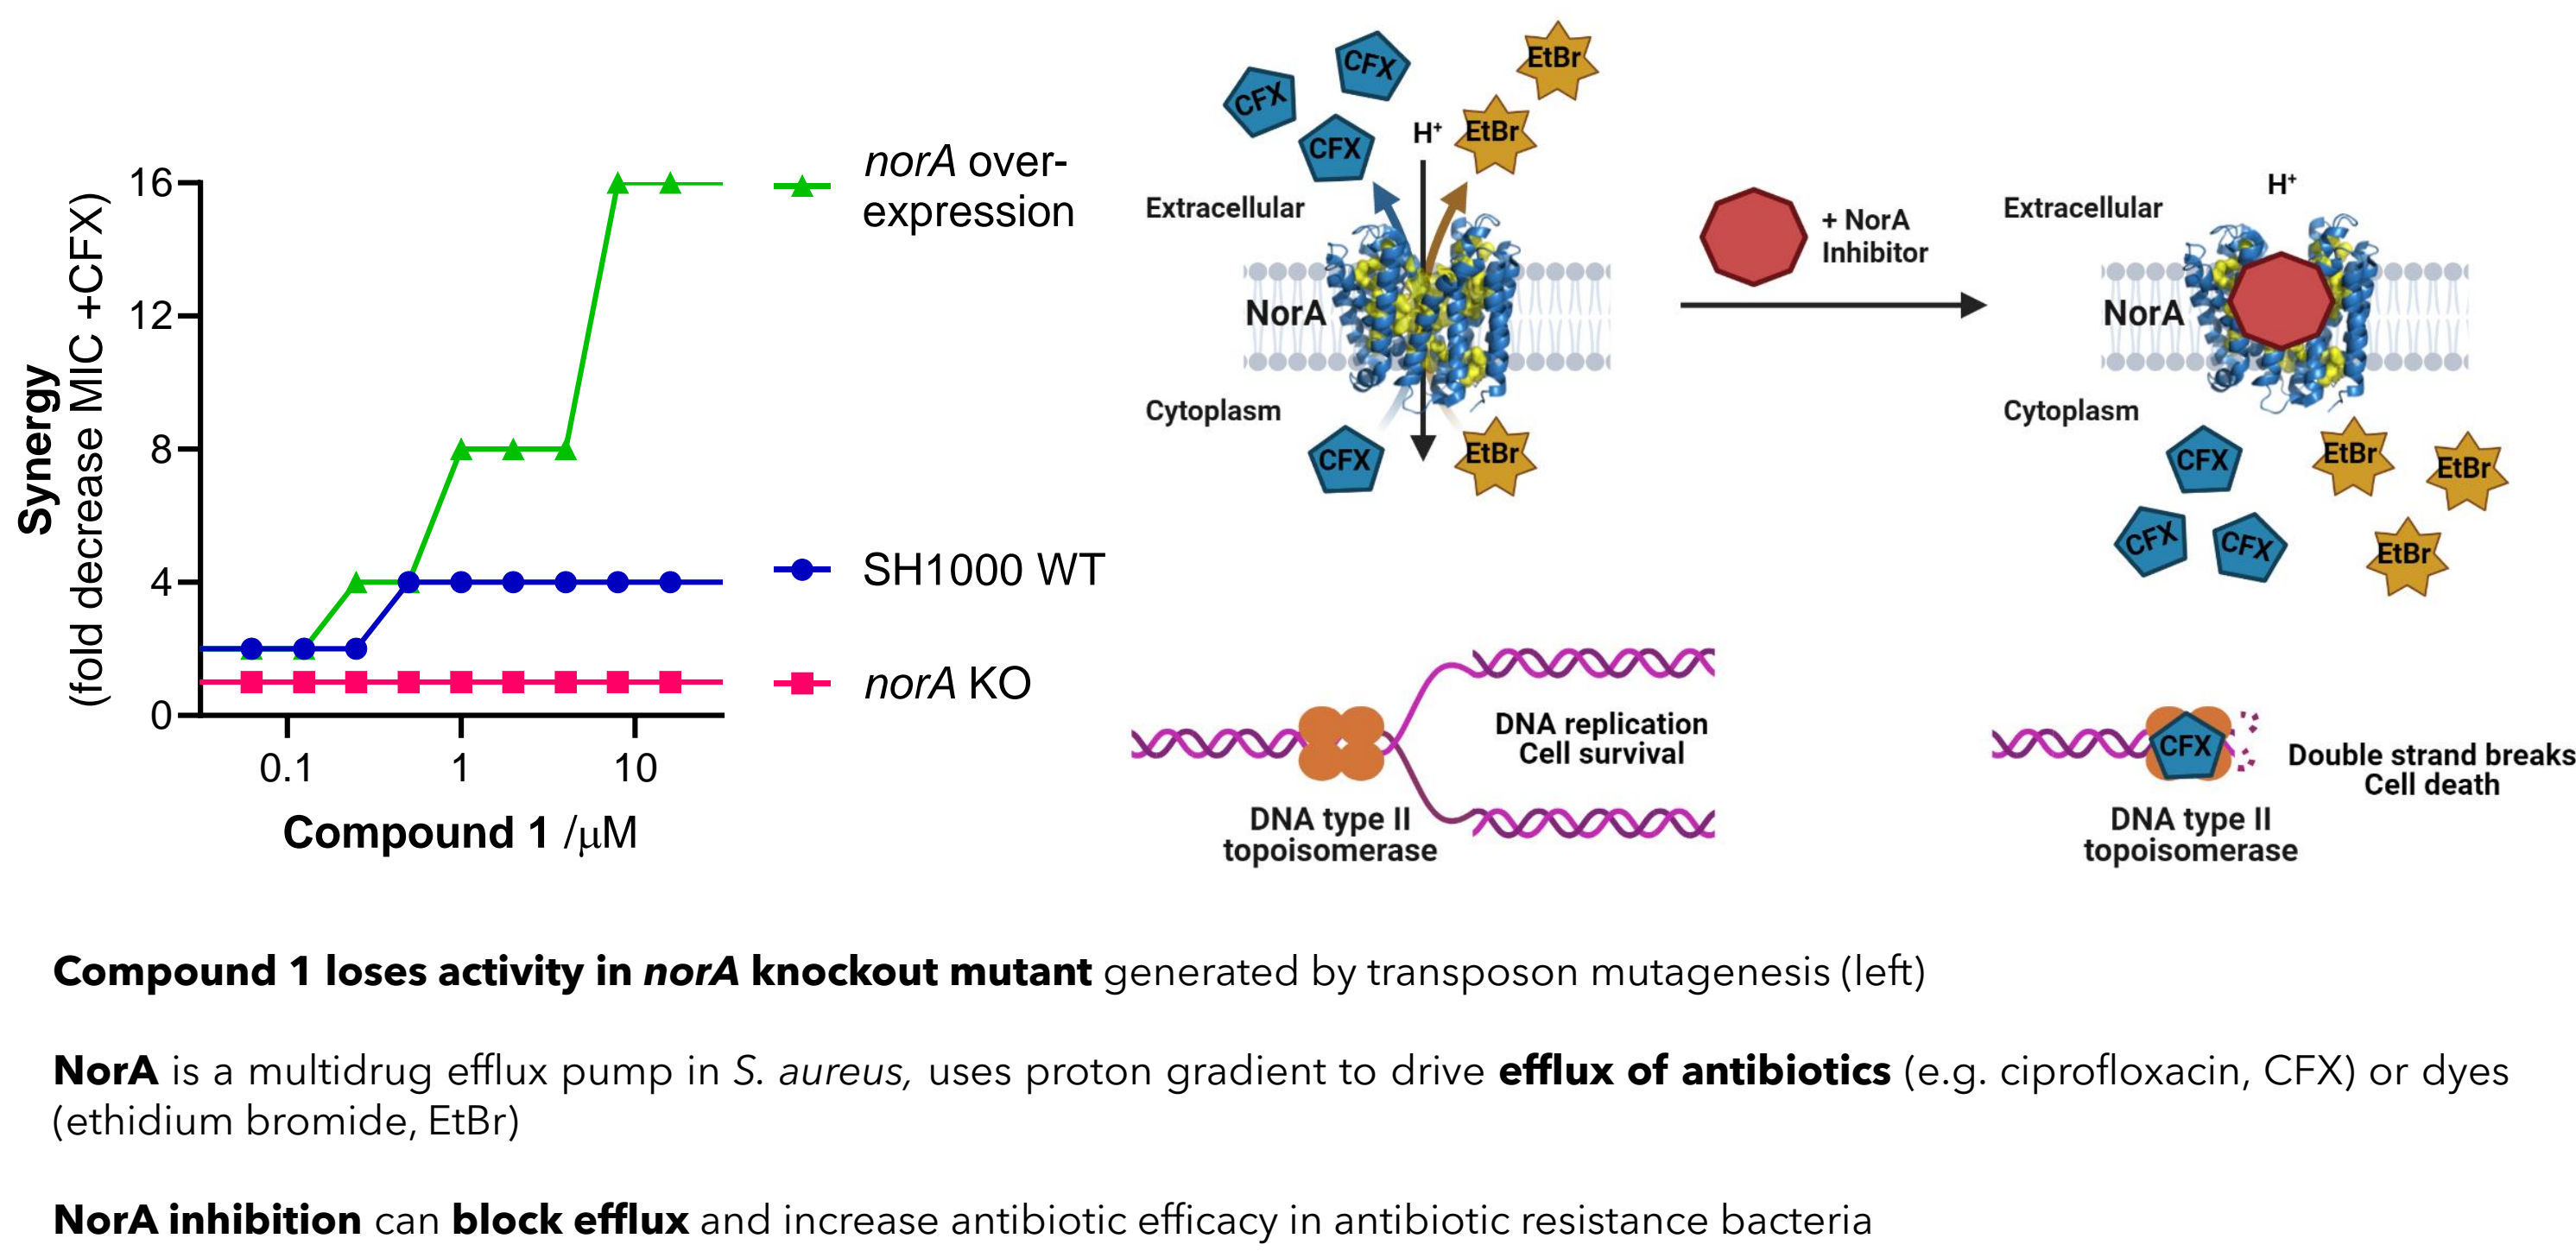 Synergy
(fold decrease MIC +CFX)
16
12
8
4
0
0.1
1
10
Compound 1 /μM
norA over-
expression
SH1000 WT
norA KO
CFX
CFX
CFX
EtBr
EtBr
H⁺
Extracellular
NorA
Cytoplasm
CFX
EtBr
+ NorA
Inhibitor
H⁺
Extracellular
NorA
Cytoplasm
CFX
CFX
CFX
EtBr
EtBr
EtBr
DNA replication
Cell survival
DNA type II
topoisomerase
CFX
Double strand breaks
Cell death
DNA type II
topoisomerase
Compound 1 loses activity in norA knockout mutant generated by transposon mutagenesis (left)
NorA is a multidrug efflux pump in S. aureus, uses proton gradient to drive efflux of antibiotics (e.g. ciprofloxacin, CFX) or dyes
(ethidium bromide, EtBr)
NorA inhibition can block efflux and increase antibiotic efficacy in antibiotic resistance bacteria